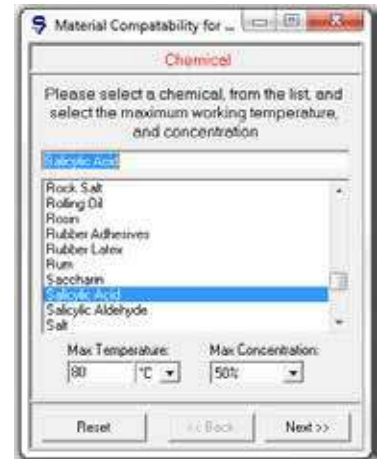 Material Compatability for ...
Chemical
Please select a chemical, from the list, and
select the maximum working temperature,
and concentration
Salicylic Acid
Rock Salt
Rolling Oil
Rosin
Rubber Adhesives
Rubber Latex
Rum
Saccharin
Salicylic Acid
Salicylic Aldehyde
Salt
Max Temperature: Max Concentration:
80 °C 50%
Reset << Back Next >>